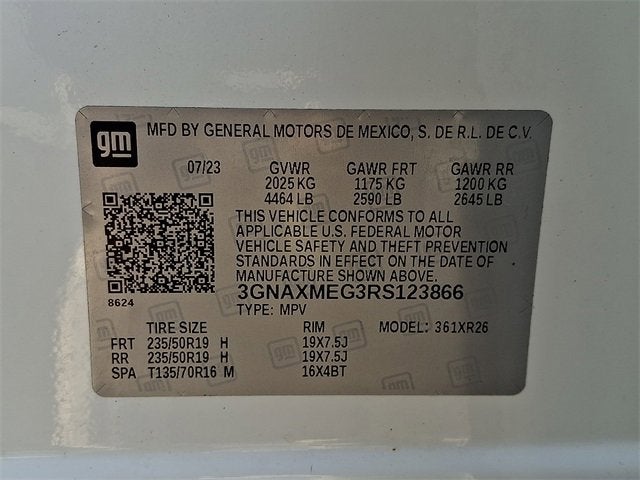 gm MFD BY GENERAL MOTORS DE MEXICO, S. DE R.L. DE C.V.
07/23 GVWR GAWR FRT GAWR RR
2025 KG 1175 KG 1200 KG
4464 LB 2590 LB 2645 LB
THIS VEHICLE CONFORMS TO ALL
APPLICABLE U.S. FEDERAL MOTOR
VEHICLE SAFETY AND THEFT PREVENTION
STANDARDS IN EFFECT ON THE DATE OF
MANUFACTURE SHOWN ABOVE.
8624 3GNAXMEG3RS123866
TYPE: MPV
TIRE SIZE RIM MODEL: 361XR26
FRT 235/50R19 H 19X7.5J
RR 235/50R19 H 19X7.5J
SPA T135/70R16 M 16X4BT